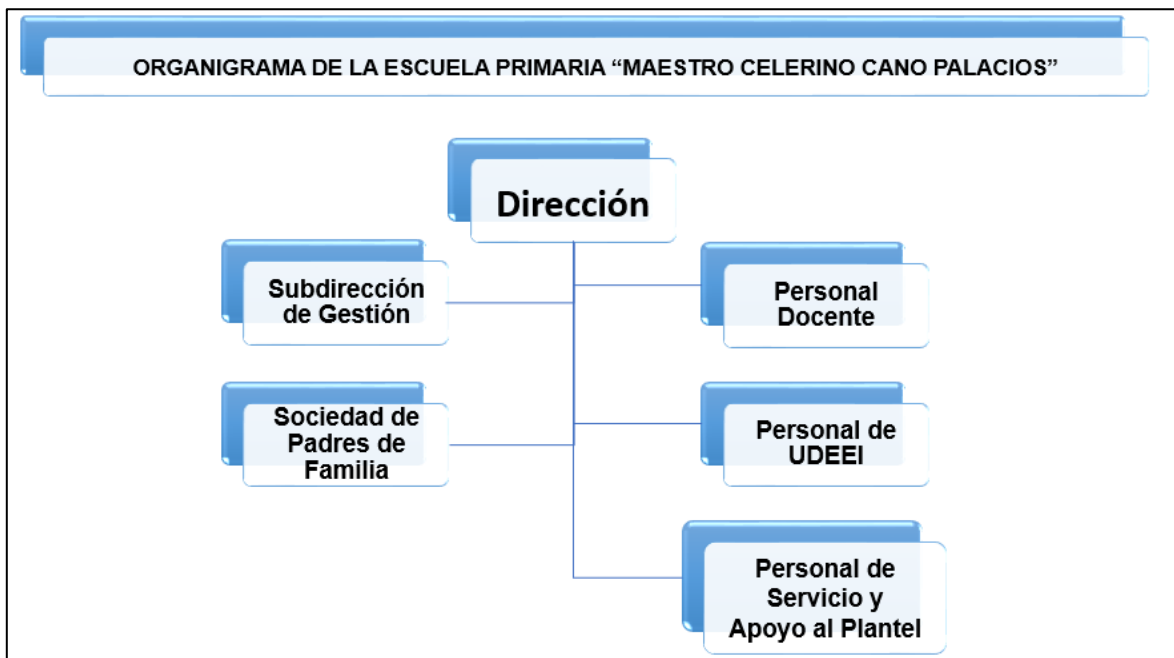 ORGANIGRAMA DE LA ESCUELA PRIMARIA “MAESTRO CELERINO CANO PALACIOS”
Dirección
Subdirección
de Gestión
Personal
Docente
Sociedad de
Padres de
Familia
Personal de
UDEEI
Personal de
Servicio y
Apoyo al Plantel